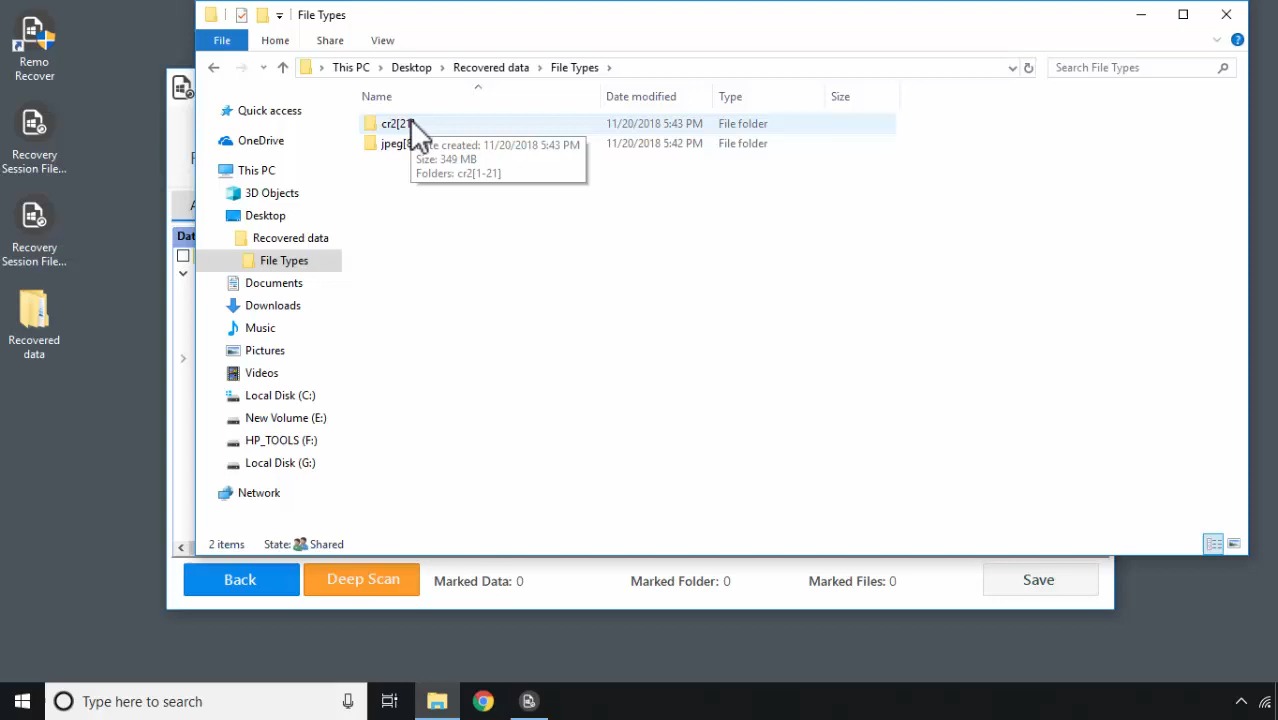 Remo
Recover
Recovery
Session File...
Recovery
Session File...
Recovered
data
File Types
File Home Share View
This PC Desktop Recovered data File Types
Search File Types
Quick access
OneDrive
This PC
3D Objects
Desktop
Recovered data
File Types
Documents
Downloads
Music
Pictures
Videos
Local Disk (C:)
New Volume (E:)
HP_TOOLS (F:)
Local Disk (G:)
Network
Name Date modified Type Size
11/20/2018 5:43 PM File folder
11/20/2018 5:42 PM File folder
created: 11/20/2018 5:43 PM
Size: 349 MB
Folders: cr2[1-21]
2 items State: Shared
Back Deep Scan Marked Data: 0 Marked Folder: 0 Marked Files: 0 Save
Type here to search